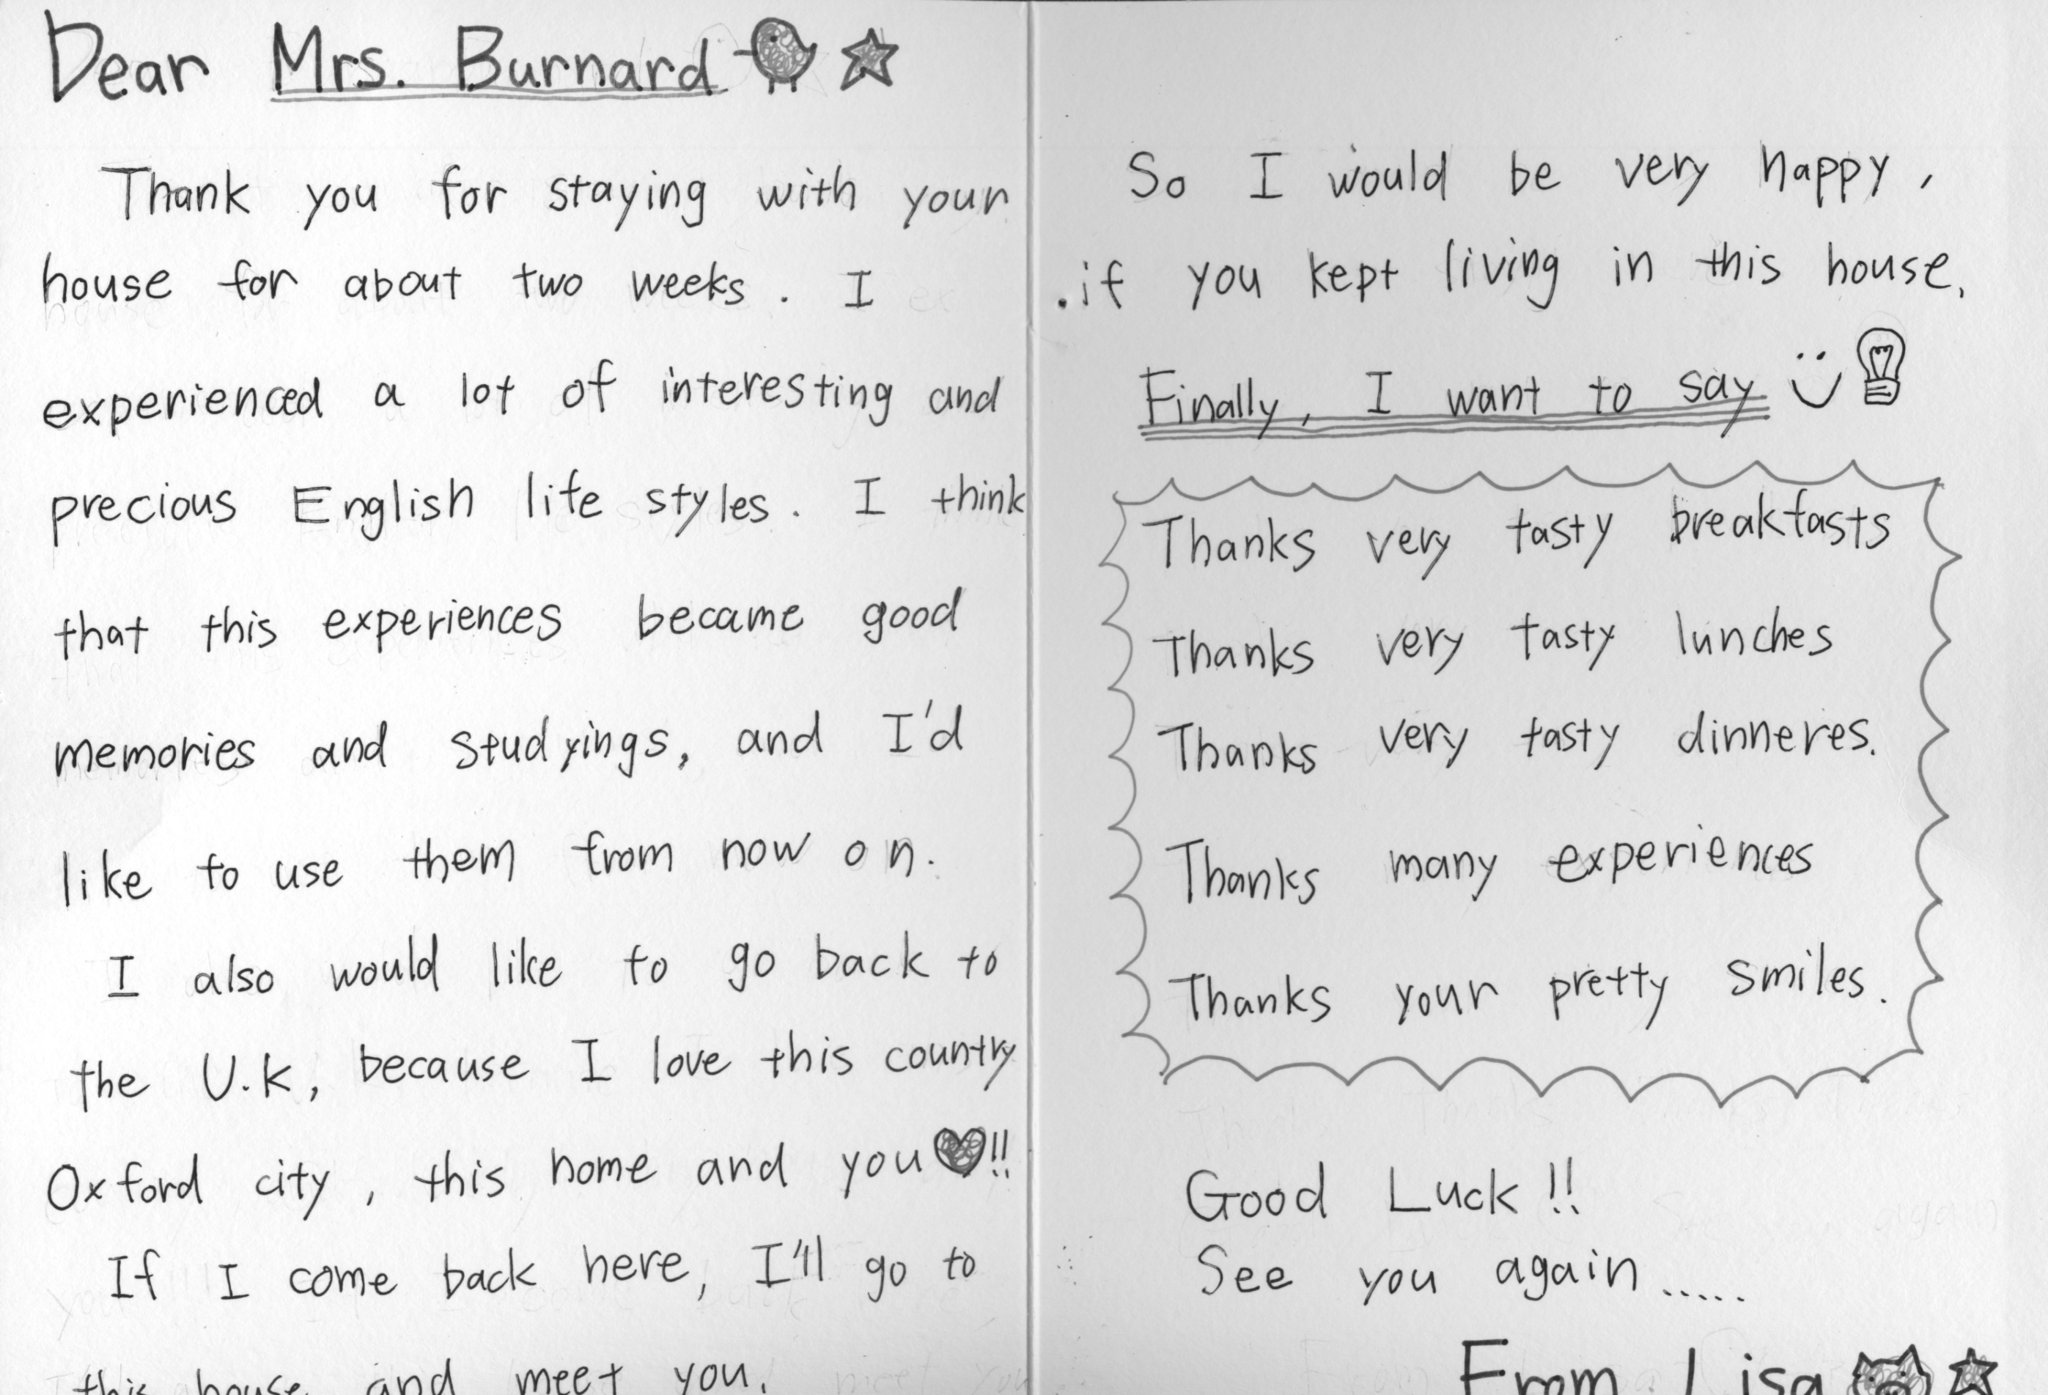 Dear Mrs. Burnard
Thank you for staying with your
house for about two weeks. I
experienced a lot of interesting and
precious English life styles. I think
that this experiences became good
memories and studyings, and I'd
like to use them from now on.
I also would like to go back to
the U.K, because I love this country
Oxford city, this home and you!!
If I come back here, I'll go to
this house and meet you.
So I would be very happy,
if you kept living in this house.
Finally, I want to say
Thanks very tasty breakfasts
Thanks very tasty lunches
Thanks very tasty dinneres.
Thanks many experiences
Thanks your pretty smiles.
Good Luck!!
See you again.....
From Lisa